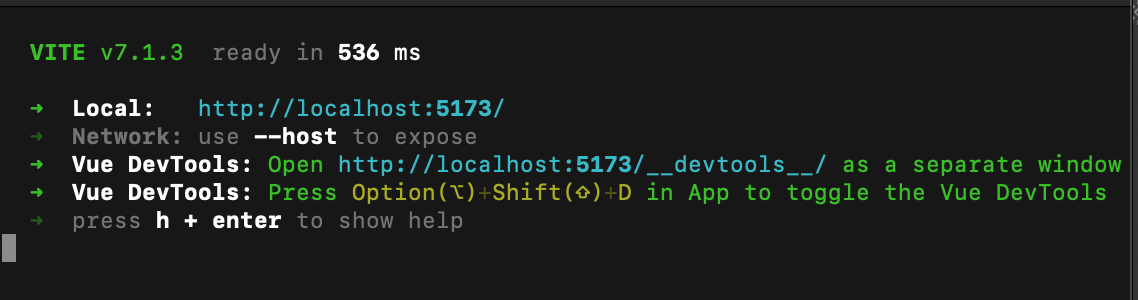 VITE v7.1.3  ready in 536 ms
➜  Local:   http://localhost:5173/
➜  Network: use --host to expose
➜  Vue DevTools: Open http://localhost:5173/__devtools__/ as a separate window
➜  Vue DevTools: Press Option(⌥)+Shift(⇧)+D in App to toggle the Vue DevTools
➜  press h + enter to show help